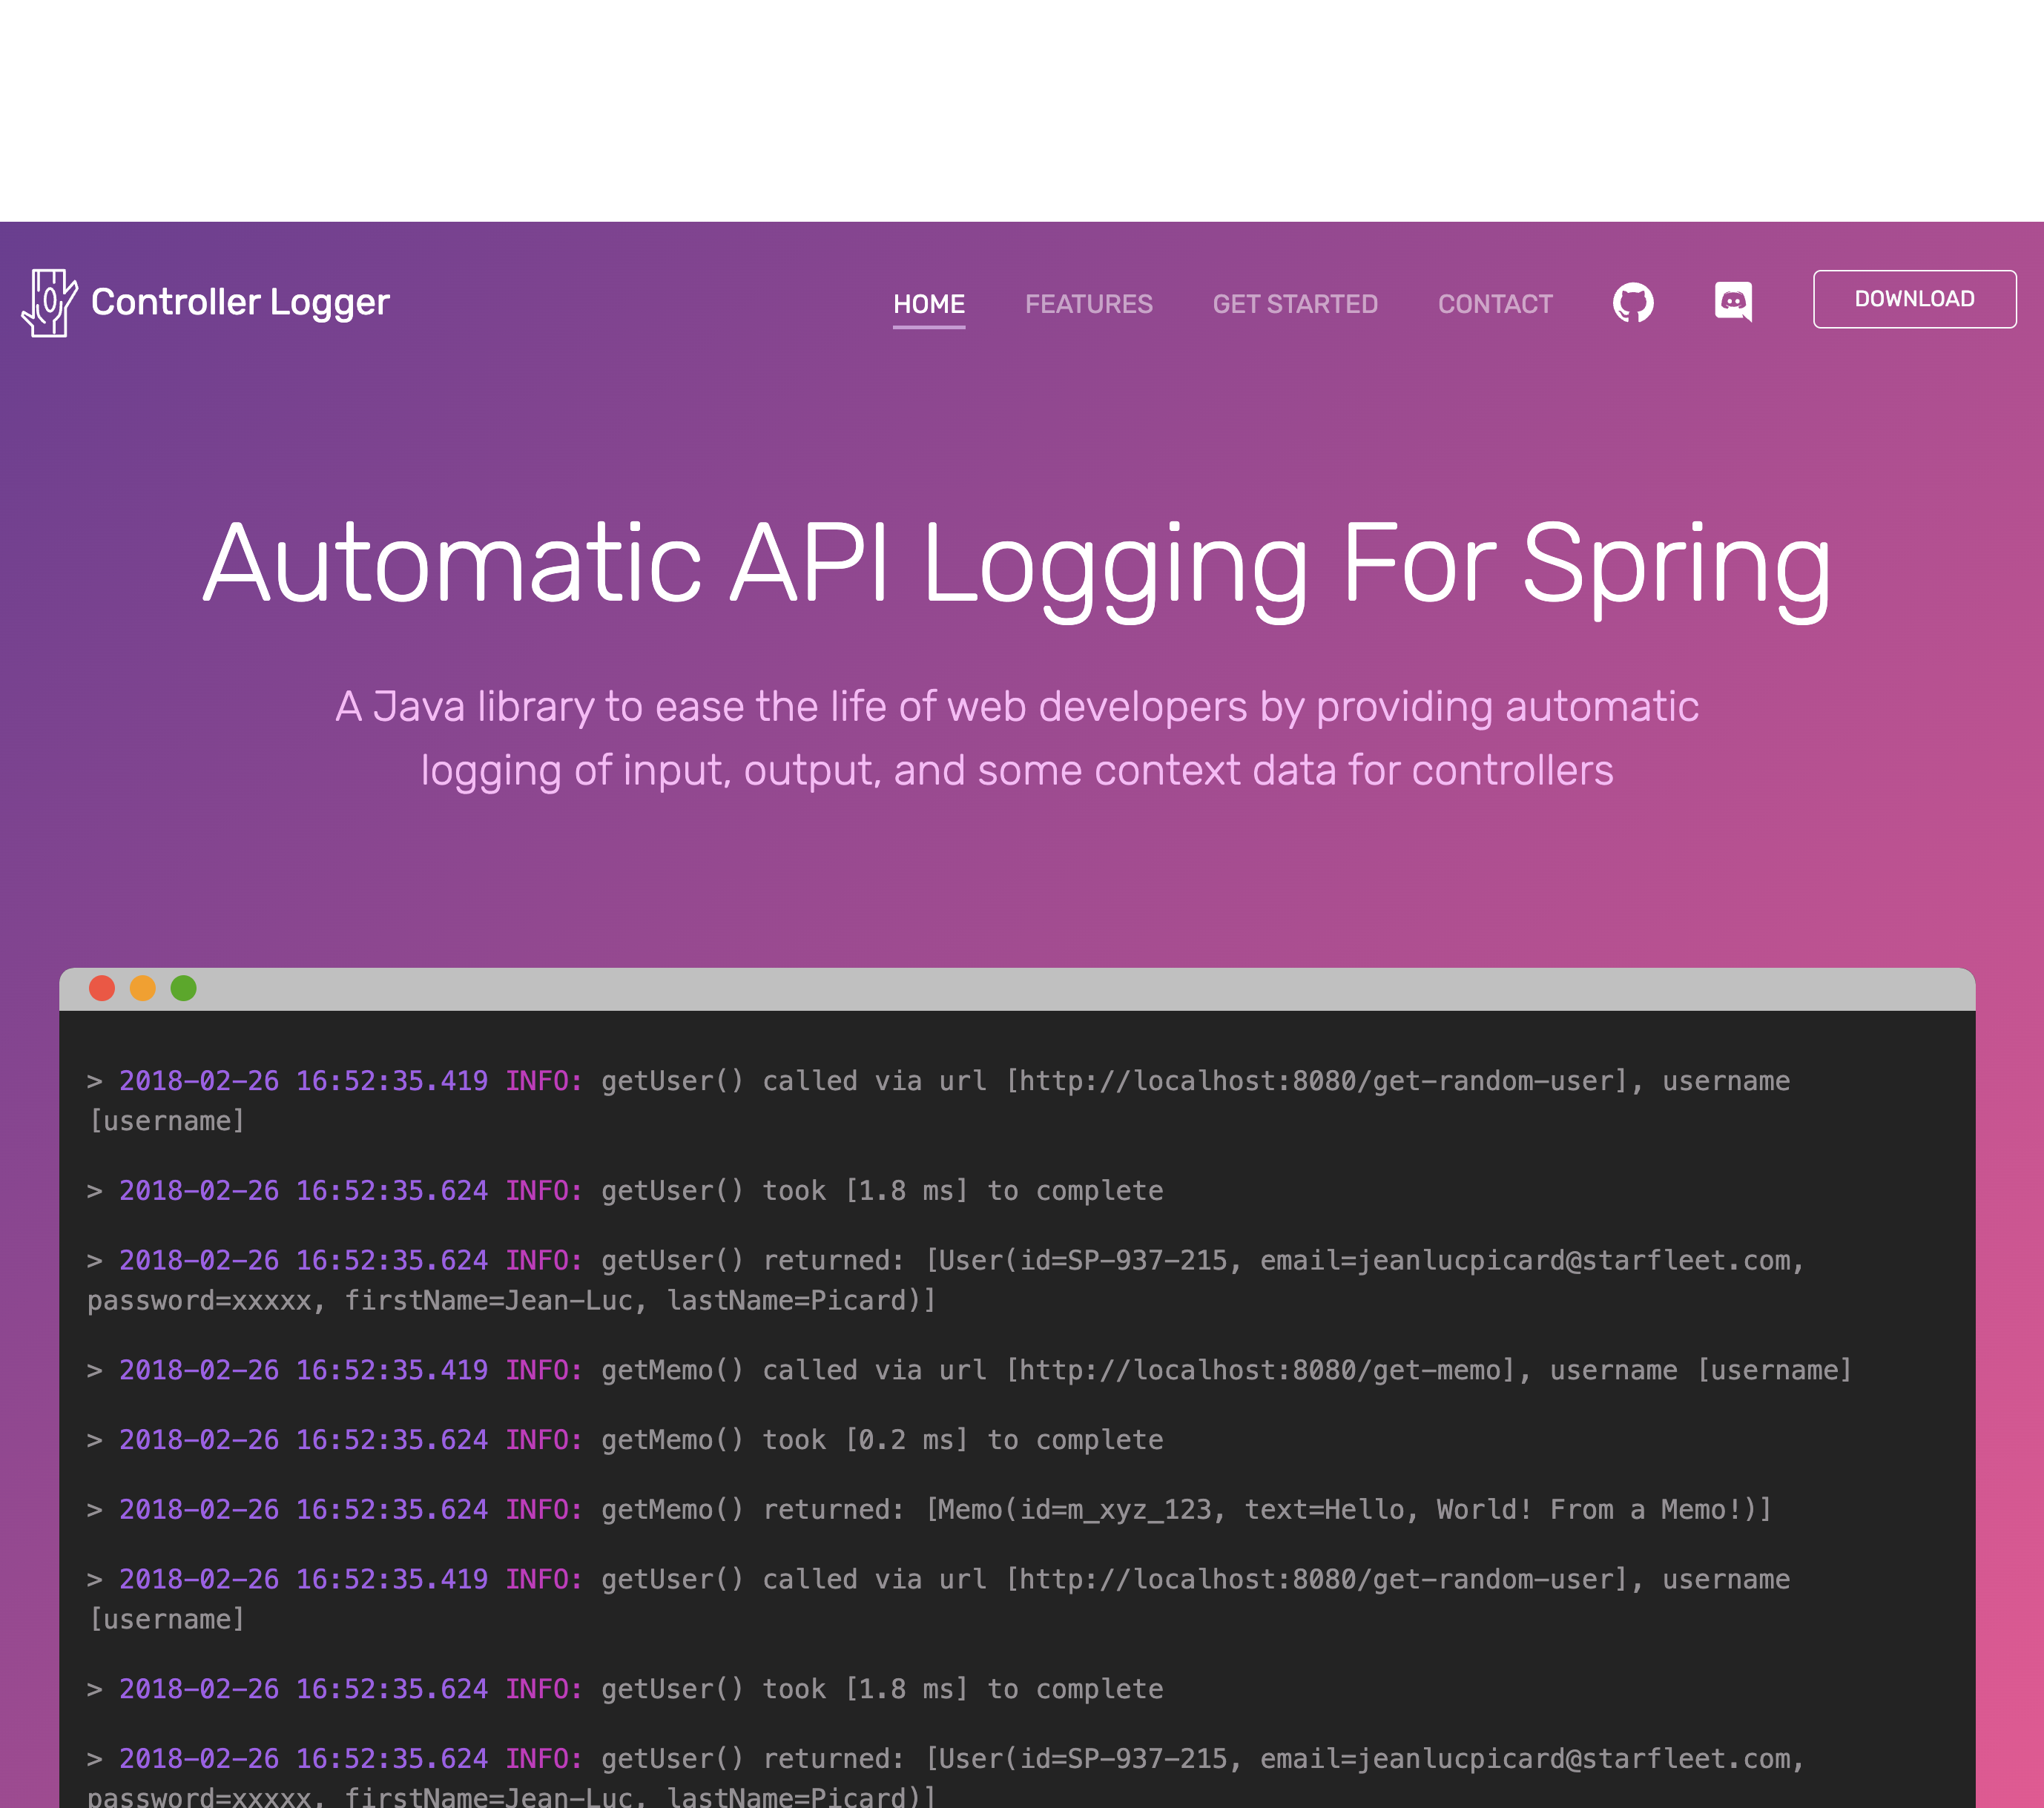 Controller Logger
HOME FEATURES GET STARTED CONTACT DOWNLOAD
Automatic API Logging For Spring
A Java library to ease the life of web developers by providing automatic
logging of input, output, and some context data for controllers
> 2018-02-26 16:52:35.419 INFO: getUser() called via url [http://localhost:8080/get-random-user], username
[username]
> 2018-02-26 16:52:35.624 INFO: getUser() took [1.8 ms] to complete
> 2018-02-26 16:52:35.624 INFO: getUser() returned: [User(id=SP-937-215, email=jeanlucpicard@starfleet.com,
password=xxxxx, firstName=Jean-Luc, lastName=Picard)]
> 2018-02-26 16:52:35.419 INFO: getMemo() called via url [http://localhost:8080/get-memo], username [username]
> 2018-02-26 16:52:35.624 INFO: getMemo() took [0.2 ms] to complete
> 2018-02-26 16:52:35.624 INFO: getMemo() returned: [Memo(id=m_xyz_123, text=Hello, World! From a Memo!)]
> 2018-02-26 16:52:35.419 INFO: getUser() called via url [http://localhost:8080/get-random-user], username
[username]
> 2018-02-26 16:52:35.624 INFO: getUser() took [1.8 ms] to complete
> 2018-02-26 16:52:35.624 INFO: getUser() returned: [User(id=SP-937-215, email=jeanlucpicard@starfleet.com,
password=xxxxx, firstName=Jean-Luc, lastName=Picard)]